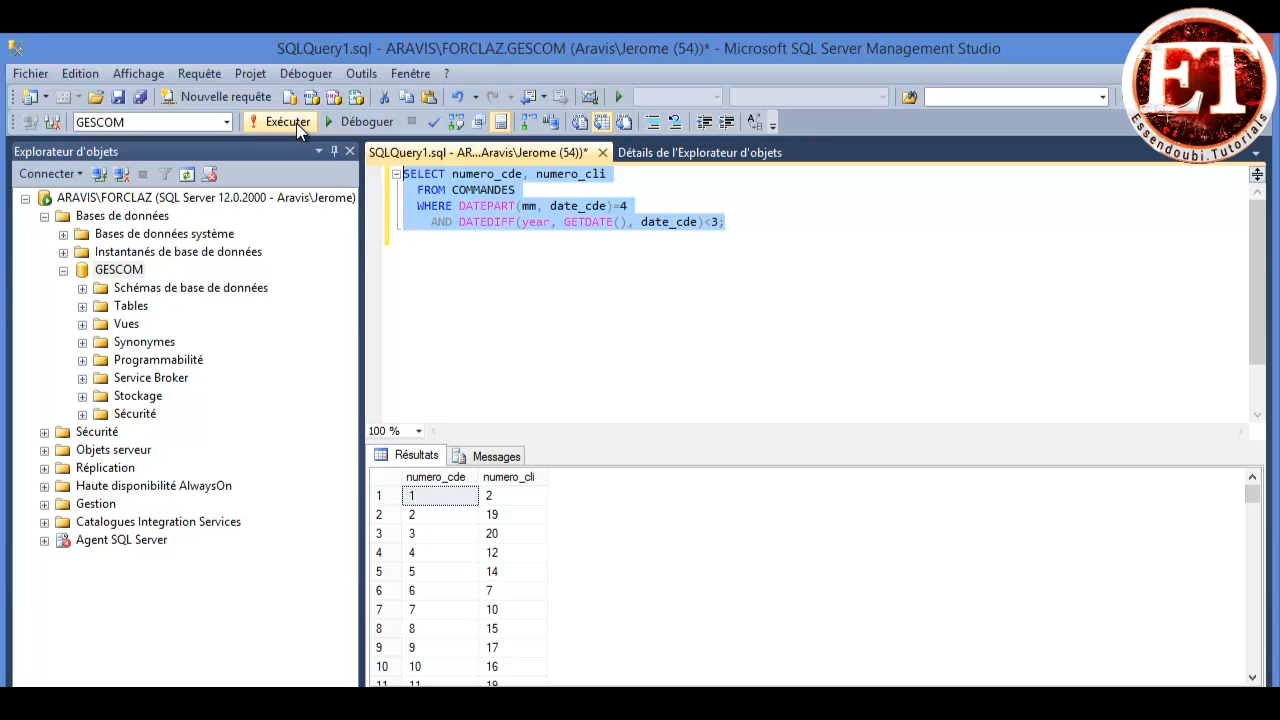 SQLQuery1.sql - ARAVIS\FORCLAZ.GESCOM (Aravis\Jerome (54))* - Microsoft SQL Server Management Studio
Fichier Edition Affichage Requête Projet Déboguer Outils Fenêtre ?
Nouvelle requête
GESCOM Exécuter Déboguer
ET
Essendoubi.Tutorials
Explorateur d'objets
Connecter
ARAVIS\FORCLAZ (SQL Server 12.0.2000 - Aravis\Jerome)
Bases de données
Bases de données système
Instantanés de base de données
GESCOM
Schémas de base de données
Tables
Vues
Synonymes
Programmabilité
Service Broker
Stockage
Sécurité
Sécurité
Objets serveur
Réplication
Haute disponibilité AlwaysOn
Gestion
Catalogues Integration Services
Agent SQL Server
SQLQuery1.sql - AR...Aravis\Jerome (54))* Détails de l'Explorateur d'objets
SELECT numero_cde, numero_cli
FROM COMMANDES
WHERE DATEPART(mm, date_cde)=4
AND DATEDIFF(year, GETDATE(), date_cde)<3;
100 %
Résultats Messages
numero_cde numero_cli
1 1 2
2 2 19
3 3 20
4 4 12
5 5 14
6 6 7
7 7 10
8 8 15
9 9 17
10 10 16
11 11 19